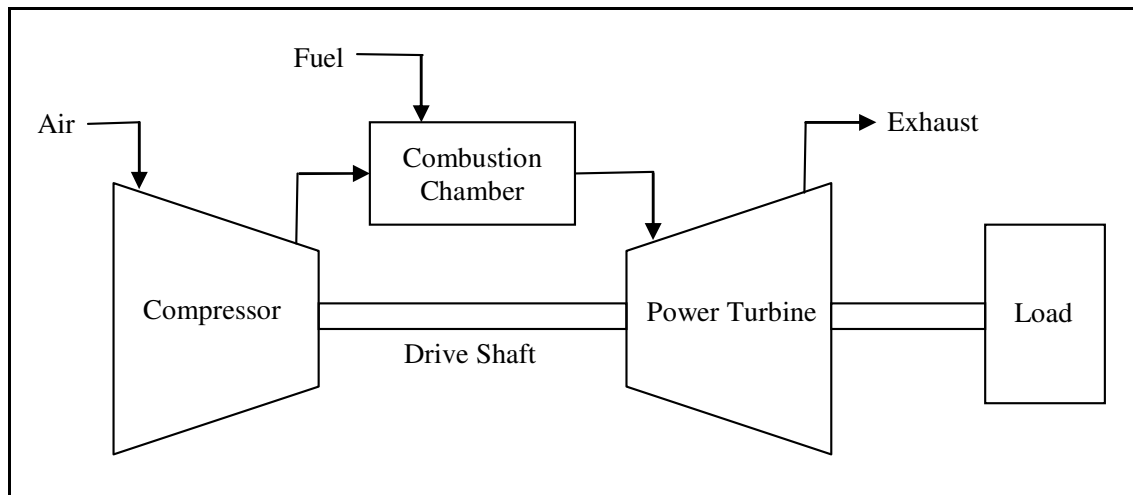 Fuel
Air
Exhaust
Combustion
Chamber
Compressor
Power Turbine
Load
Drive Shaft